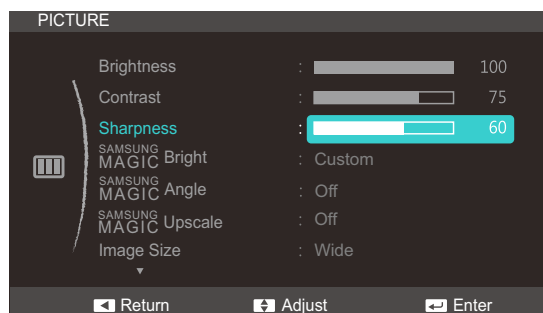 PICTURE
Brightness : 100
Contrast : 75
Sharpness : 60
SAMSUNG MAGIC Bright : Custom
SAMSUNG MAGIC Angle : Off
SAMSUNG MAGIC Upscale : Off
Image Size : Wide
Return Adjust Enter